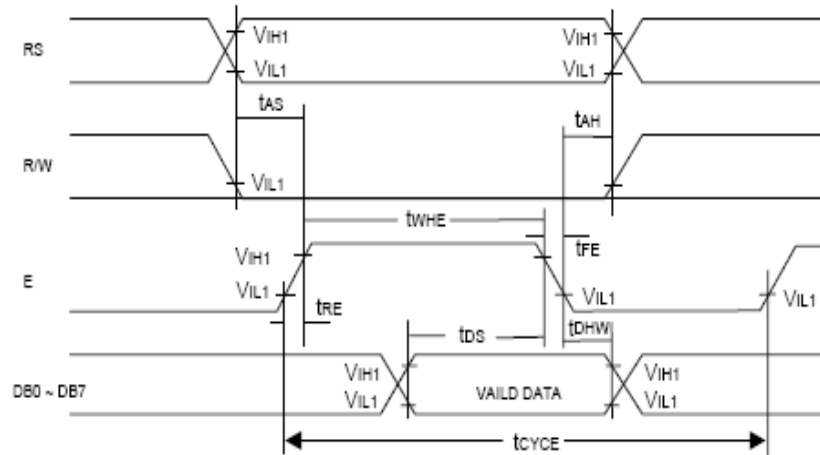 RS
VIH1
VIL1
VIH1
VIL1
tAS
tAH
R/W
VIL1
tWHE
tFE
E
VIH1
VIL1
VIL1
VIL1
tRE
tDS
tDHW
DB0 ~ DB7
VIH1
VIL1
VAILD DATA
VIH1
VIL1
tCYCE